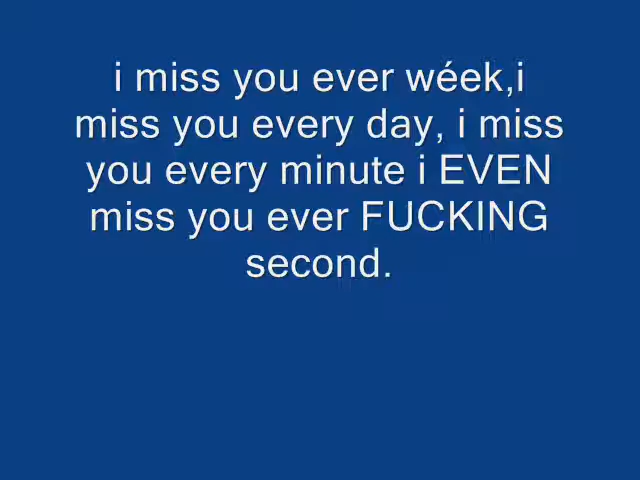 i miss you ever wéek,i
miss you every day, i miss
you every minute i EVEN
miss you ever FUCKING
second.